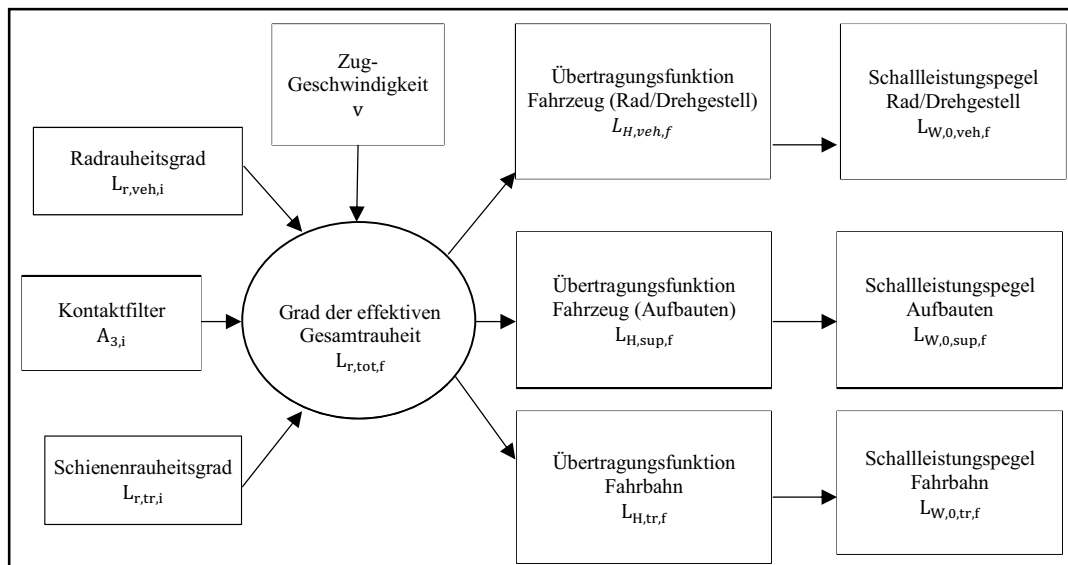 Zug-
Geschwindigkeit
v
Radrauheitsgrad
L_{r,veh,i}
Kontaktfilter
A_{3,i}
Schienenrauheitsgrad
L_{r,tr,i}
Grad der effektiven
Gesamtrauheit
L_{r,tot,f}
Übertragungsfunktion
Fahrzeug (Rad/Drehgestell)
L_{H,veh,f}
Schallleistungspegel
Rad/Drehgestell
L_{W,0,veh,f}
Übertragungsfunktion
Fahrzeug (Aufbauten)
L_{H,sup,f}
Schallleistungspegel
Aufbauten
L_{W,0,sup,f}
Übertragungsfunktion
Fahrbahn
L_{H,tr,f}
Schallleistungspegel
Fahrbahn
L_{W,0,tr,f}